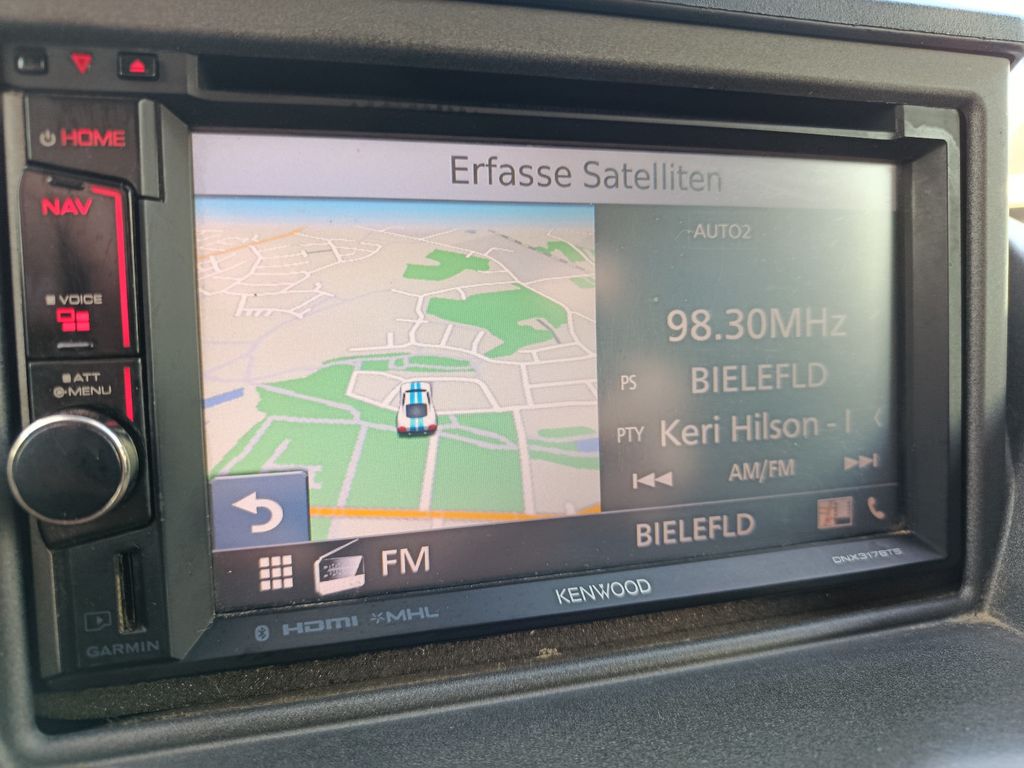 HOME
NAV
VOICE
ATT
MENU
GARMIN
Erfasse Satelliten
AUTO2
98.30MHz
PS BIELEFLD
PTY Keri Hilson - I
AM/FM
FM BIELEFLD
KENWOOD
DNX317BTS
HDMI MHL